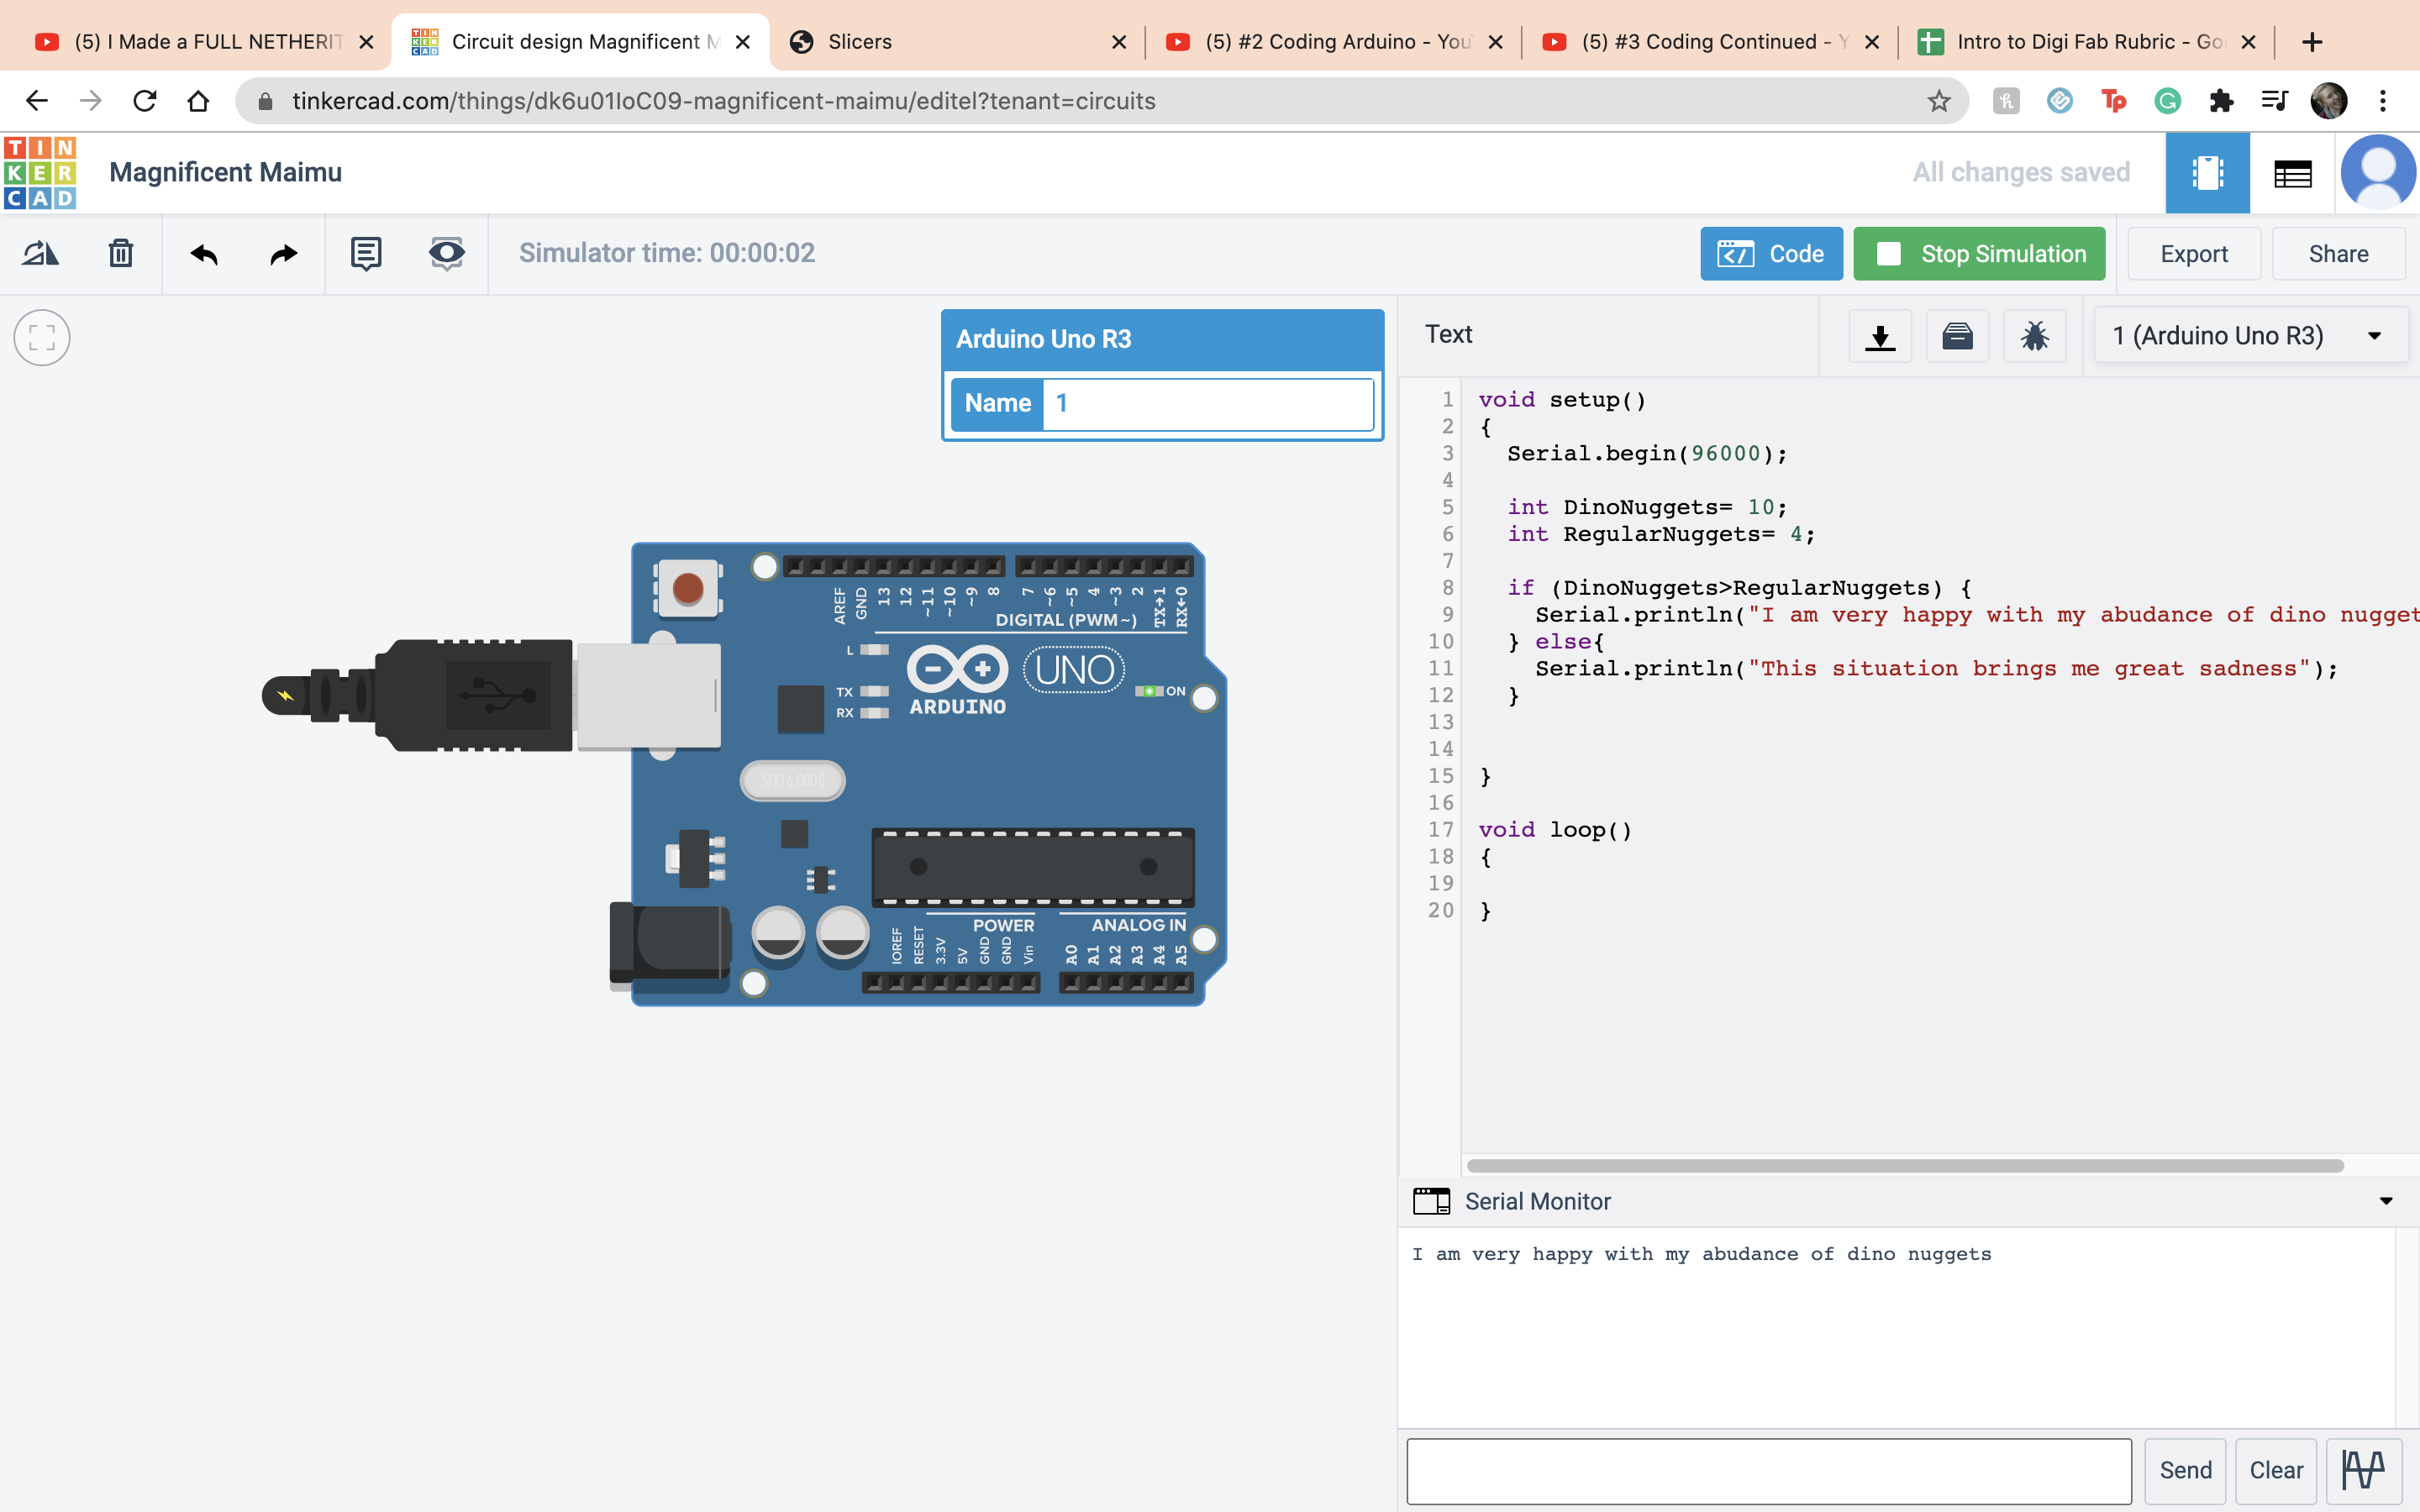 (5) I Made a FULL NETHERIT
Circuit design Magnificent M
Slicers
(5) #2 Coding Arduino - You
(5) #3 Coding Continued - Y
Intro to Digi Fab Rubric - Go
tinkercad.com/things/dk6u01IoC09-magnificent-maimu/editel?tenant=circuits
TIN
KER
CAD
Magnificent Maimu
All changes saved
Simulator time: 00:00:02
Code
Stop Simulation
Export
Share
Arduino Uno R3
Name 1
AREF
GND
13
12
~11
~10
~9
8
7
~6
~5
4
~3
2
TX→1
RX←0
DIGITAL (PWM~)
L
TX
RX
UNO
ARDUINO
ON
SPK16.000G
POWER
ANALOG IN
IOREF
RESET
3.3V
5V
GND
GND
Vin
A0
A1
A2
A3
A4
A5
Text
1 (Arduino Uno R3)
1 void setup()
2 {
3 Serial.begin(96000);
4
5 int DinoNuggets= 10;
6 int RegularNuggets= 4;
7
8 if (DinoNuggets>RegularNuggets) {
9 Serial.println("I am very happy with my abudance of dino nugget
10 } else{
11 Serial.println("This situation brings me great sadness");
12 }
13
14
15 }
16
17 void loop()
18 {
19
20 }
Serial Monitor
I am very happy with my abudance of dino nuggets
Send
Clear